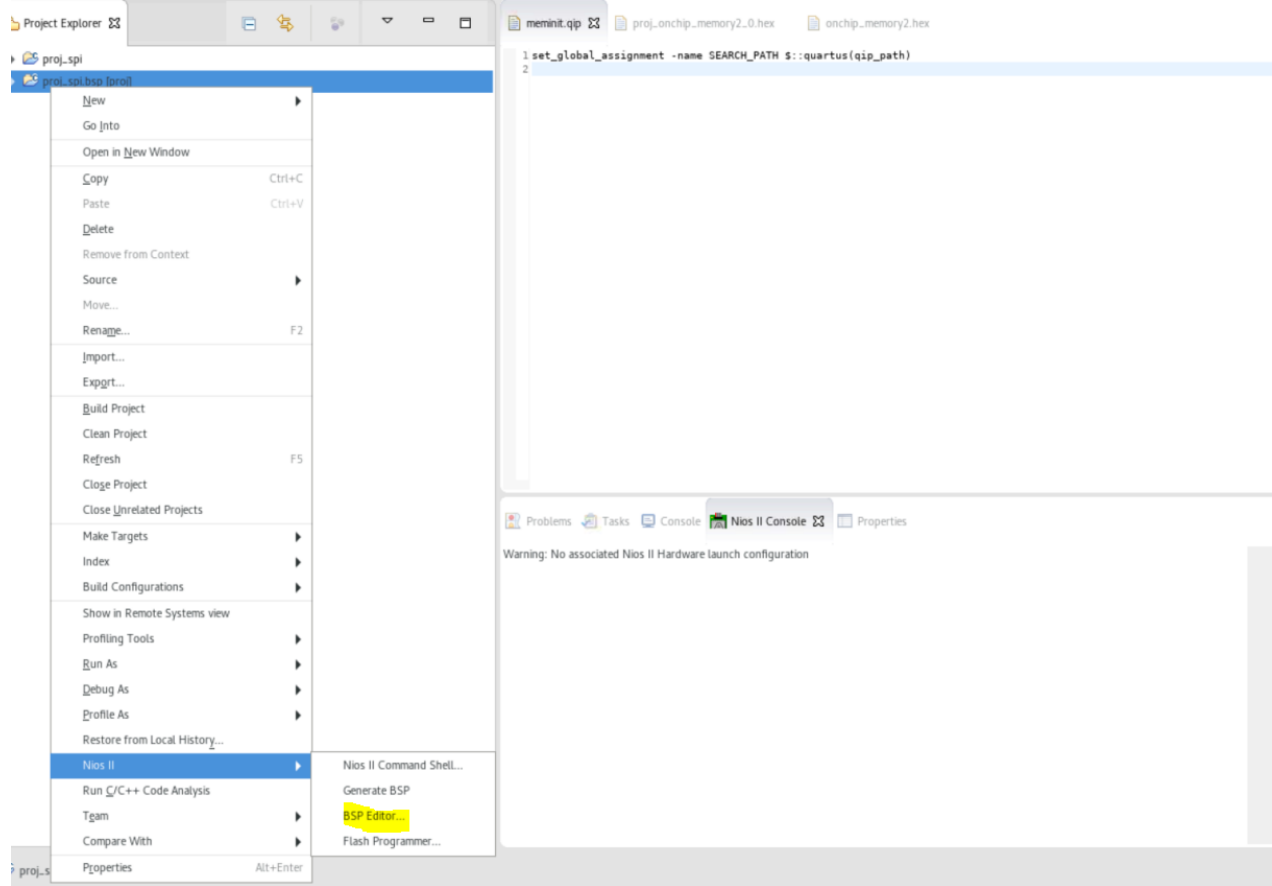 Project Explorer
proj_spi
proj_spi.bsp [proj]
New
Go Into
Open in New Window
Copy Ctrl+C
Paste Ctrl+V
Delete
Remove from Context
Source
Move...
Rename... F2
Import...
Export...
Build Project
Clean Project
Refresh F5
Close Project
Close Unrelated Projects
Make Targets
Index
Build Configurations
Show in Remote Systems view
Profiling Tools
Run As
Debug As
Profile As
Restore from Local History...
Nios II
Run C/C++ Code Analysis
Team
Compare With
Properties Alt+Enter
Nios II Command Shell...
Generate BSP
BSP Editor...
Flash Programmer...
proj_s
meminit.qip proj_onchip_memory2_0.hex onchip_memory2.hex
1 set_global_assignment -name SEARCH_PATH $::quartus(qip_path)
2
Problems Tasks Console Nios II Console Properties
Warning: No associated Nios II Hardware launch configuration